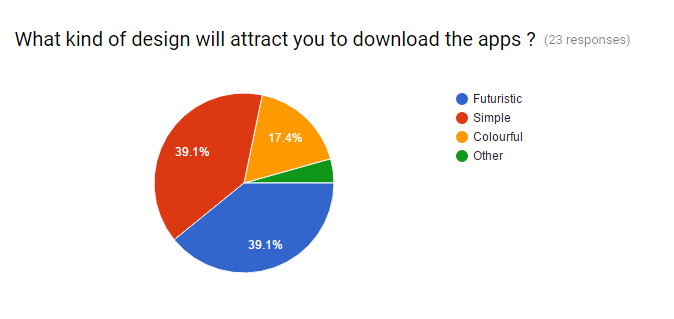 What kind of design will attract you to download the apps ? (23 responses)
Futuristic
Simple
Colourful
Other
17.4%
39.1%
39.1%